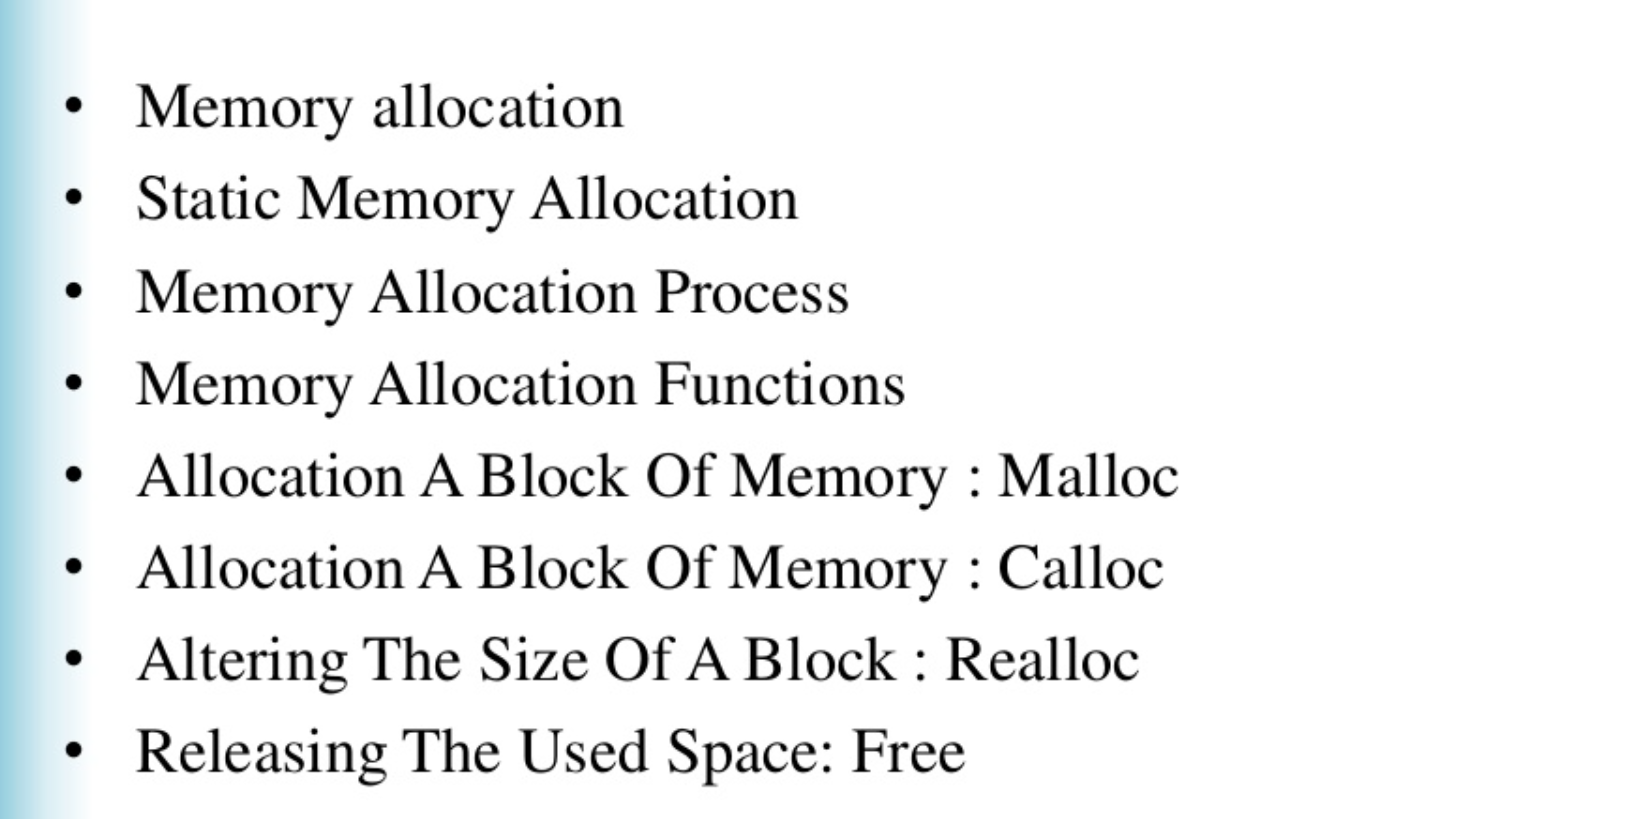 • Memory allocation
• Static Memory Allocation
• Memory Allocation Process
• Memory Allocation Functions
• Allocation A Block Of Memory : Malloc
• Allocation A Block Of Memory : Calloc
• Altering The Size Of A Block : Realloc
• Releasing The Used Space: Free